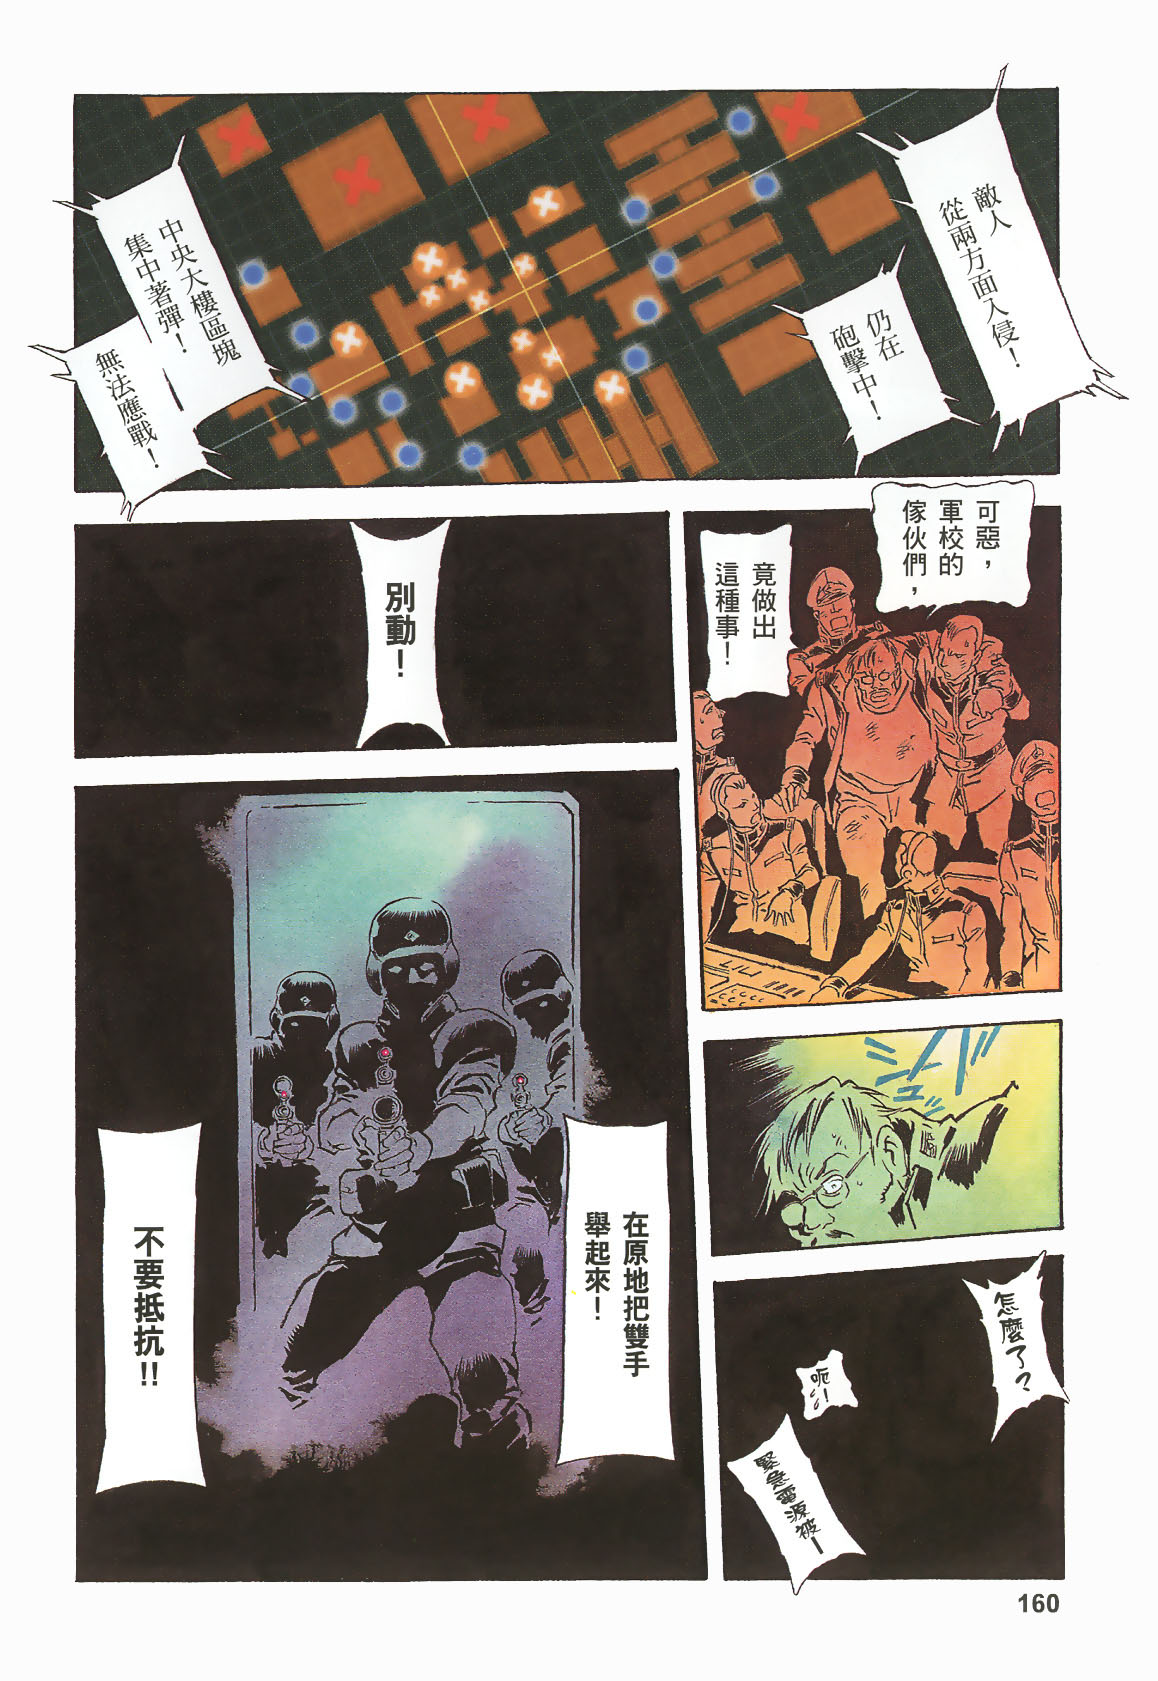 敵人
從兩方面入侵！
仍在
砲擊中！
中央大樓區塊
集中著彈！
無法應戰！
可惡，
軍校的
傢伙們，
竟做出
這種事！
シュバ
怎麼了？
呃！
緊急電源被—
別動！
在原地把雙手
舉起來！
不要抵抗！！
160